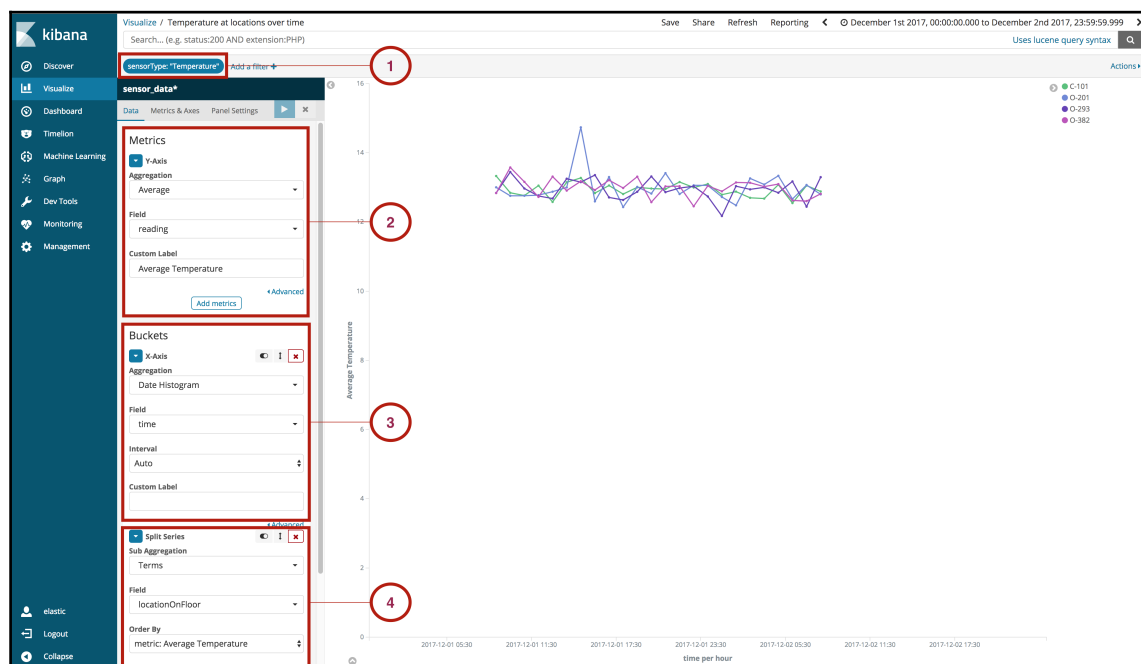 kibana
Visualize / Temperature at locations over time
Save Share Refresh Reporting December 1st 2017, 00:00:00.000 to December 2nd 2017, 23:59:59.999
Search... (e.g. status:200 AND extension:PHP)
Uses lucene query syntax
sensorType: "Temperature"
Add a filter +
Actions
1
Discover
Visualize
Dashboard
Timelion
Machine Learning
Graph
Dev Tools
Monitoring
Management
elastic
Logout
Collapse
sensor_data*
Data Metrics & Axes Panel Settings
Metrics
Y-Axis
Aggregation
Average
Field
reading
Custom Label
Average Temperature
Advanced
Add metrics
2
Buckets
X-Axis
Aggregation
Date Histogram
Field
time
Interval
Auto
Custom Label
Advanced
3
Split Series
Sub Aggregation
Terms
Field
locationOnFloor
Order By
metric: Average Temperature
4
16
14
12
10
8
6
4
2
0
Average Temperature
2017-12-01 05:30
2017-12-01 11:30
2017-12-01 17:30
2017-12-01 23:30
2017-12-02 05:30
2017-12-02 11:30
2017-12-02 17:30
time per hour
C-101
O-201
O-293
O-382